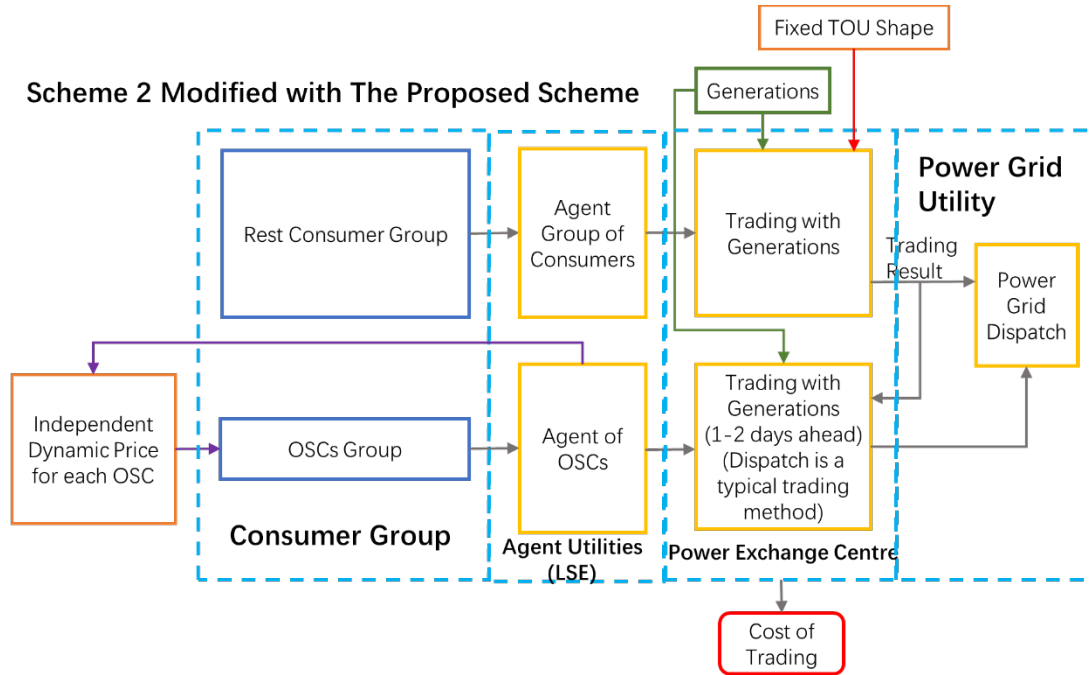 Fixed TOU Shape
Scheme 2 Modified with The Proposed Scheme
Generations
Rest Consumer Group
Agent
Group of
Consumers
Trading with
Generations
Power Grid
Utility
Trading
Result
Power
Grid
Dispatch
Independent
Dynamic Price
for each OSC
OSCs Group
Agent of
OSCs
Trading with
Generations
(1-2 days ahead)
(Dispatch is a
typical trading
method)
Consumer Group
Agent Utilities
(LSE)
Power Exchange Centre
Cost of
Trading